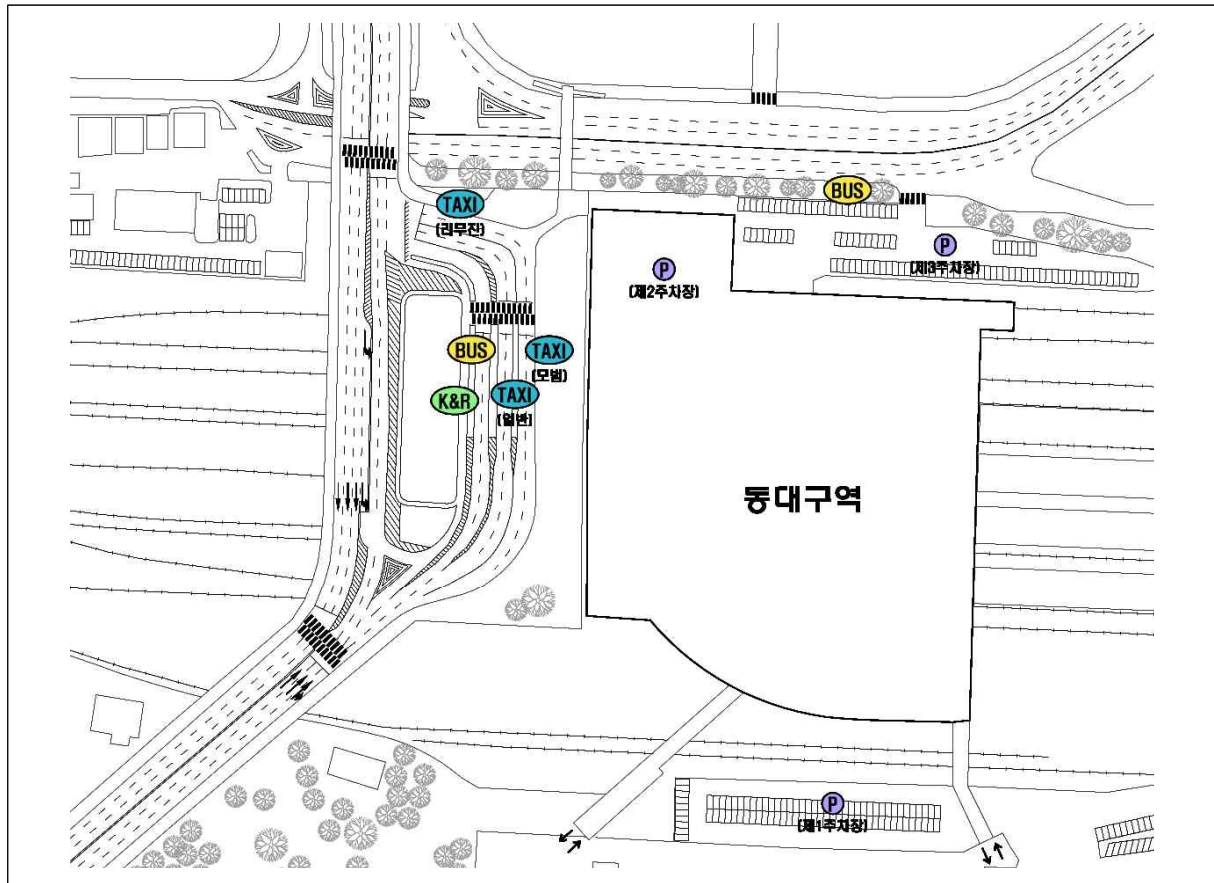 BUS
TAXI
(리무진)
P
(제3주차장)
P
(제2주차장)
BUS
TAXI
(모범)
K&R
TAXI
(일반)
동대구역
P
(제1주차장)